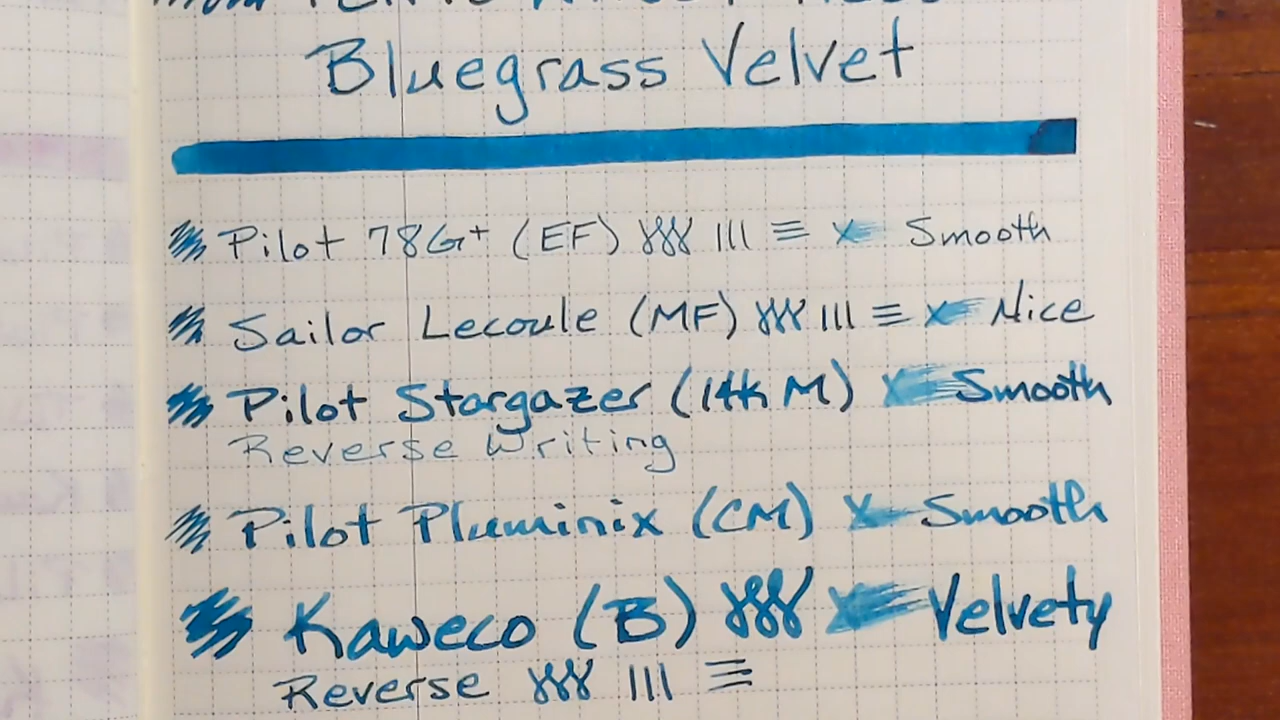 Bluegrass Velvet
Pilot 78G+ (EF) Smooth
Sailor Lecoule (MF) Nice
Pilot Stargazer (14k M) Smooth
Reverse Writing
Pilot Pluminix (CM) Smooth
Kaweco (B) Velvety
Reverse